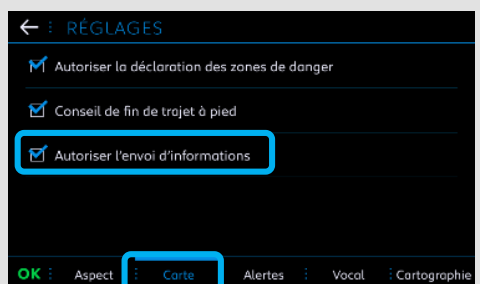 RÉGLAGES
Autoriser la déclaration des zones de danger
Conseil de fin de trajet à pied
Autoriser l'envoi d'informations
OK Aspect Carte Alertes Vocal Cartographie